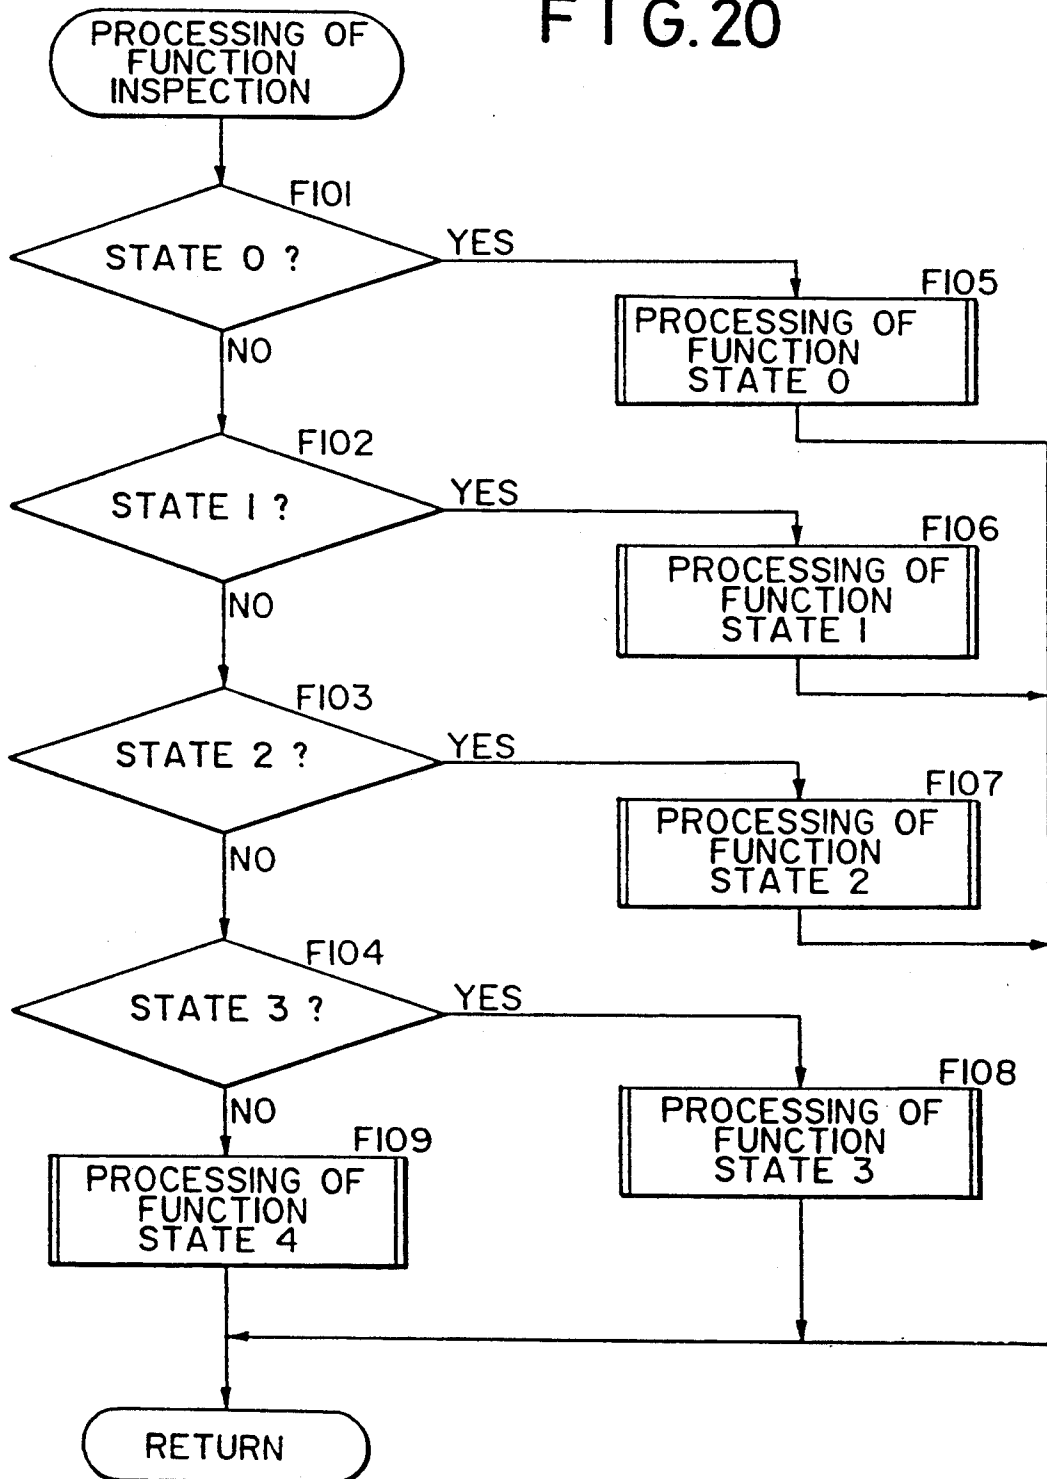 FIG. 20
PROCESSING OF
FUNCTION
INSPECTION
F101
STATE 0 ?
YES
NO
F105
PROCESSING OF
FUNCTION
STATE 0
F102
STATE 1 ?
YES
NO
F106
PROCESSING OF
FUNCTION
STATE 1
F103
STATE 2 ?
YES
NO
F107
PROCESSING OF
FUNCTION
STATE 2
F104
STATE 3 ?
YES
NO
F108
PROCESSING OF
FUNCTION
STATE 3
F109
PROCESSING OF
FUNCTION
STATE 4
RETURN